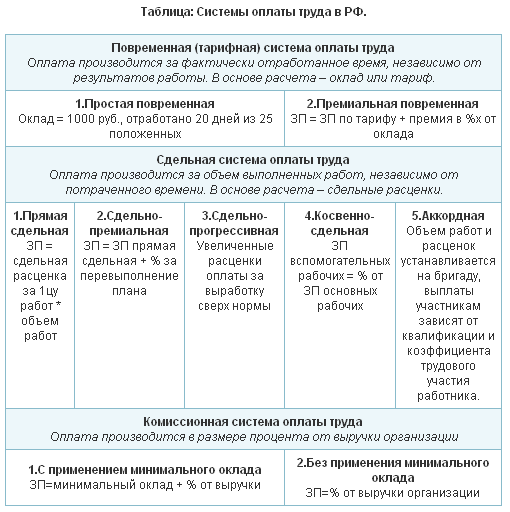 Таблица: Системы оплаты труда в РФ.
Повременная (тарифная) система оплаты труда
Оплата производится за фактически отработанное время, независимо от
результатов работы. В основе расчета – оклад или тариф.
1.Простая повременная
Оклад = 1000 руб., отработано 20 дней из 25
положенных
2.Премиальная повременная
ЗП = ЗП по тарифу + премия в %х от
оклада
Сдельная система оплаты труда
Оплата производится за объем выполненных работ, независимо от
потраченного времени. В основе расчета – сдельные расценки.
1.Прямая
сдельная
ЗП =
сдельная
расценка
за 1цу
работ *
объем
работ
2.Сдельно-
премиальная
ЗП = ЗП прямая
сдельная + % за
перевыполнение
плана
3.Сдельно-
прогрессивная
Увеличенные
расценки
оплаты за
выработку
сверх нормы
4.Косвенно-
сдельная
ЗП
вспомогательных
рабочих = % от
ЗП основных
рабочих
5.Аккордная
Объем работ и
расценок
устанавливается
на бригаду,
выплаты
участникам
зависят от
квалификации и
коэффициента
трудового
участия
работника.
Комиссионная система оплаты труда
Оплата производится в размере процента от выручки организации
1.С применением минимального оклада
ЗП=минимальный оклад + % от выручки
2.Без применения минимального
оклада
ЗП=% от выручки организации